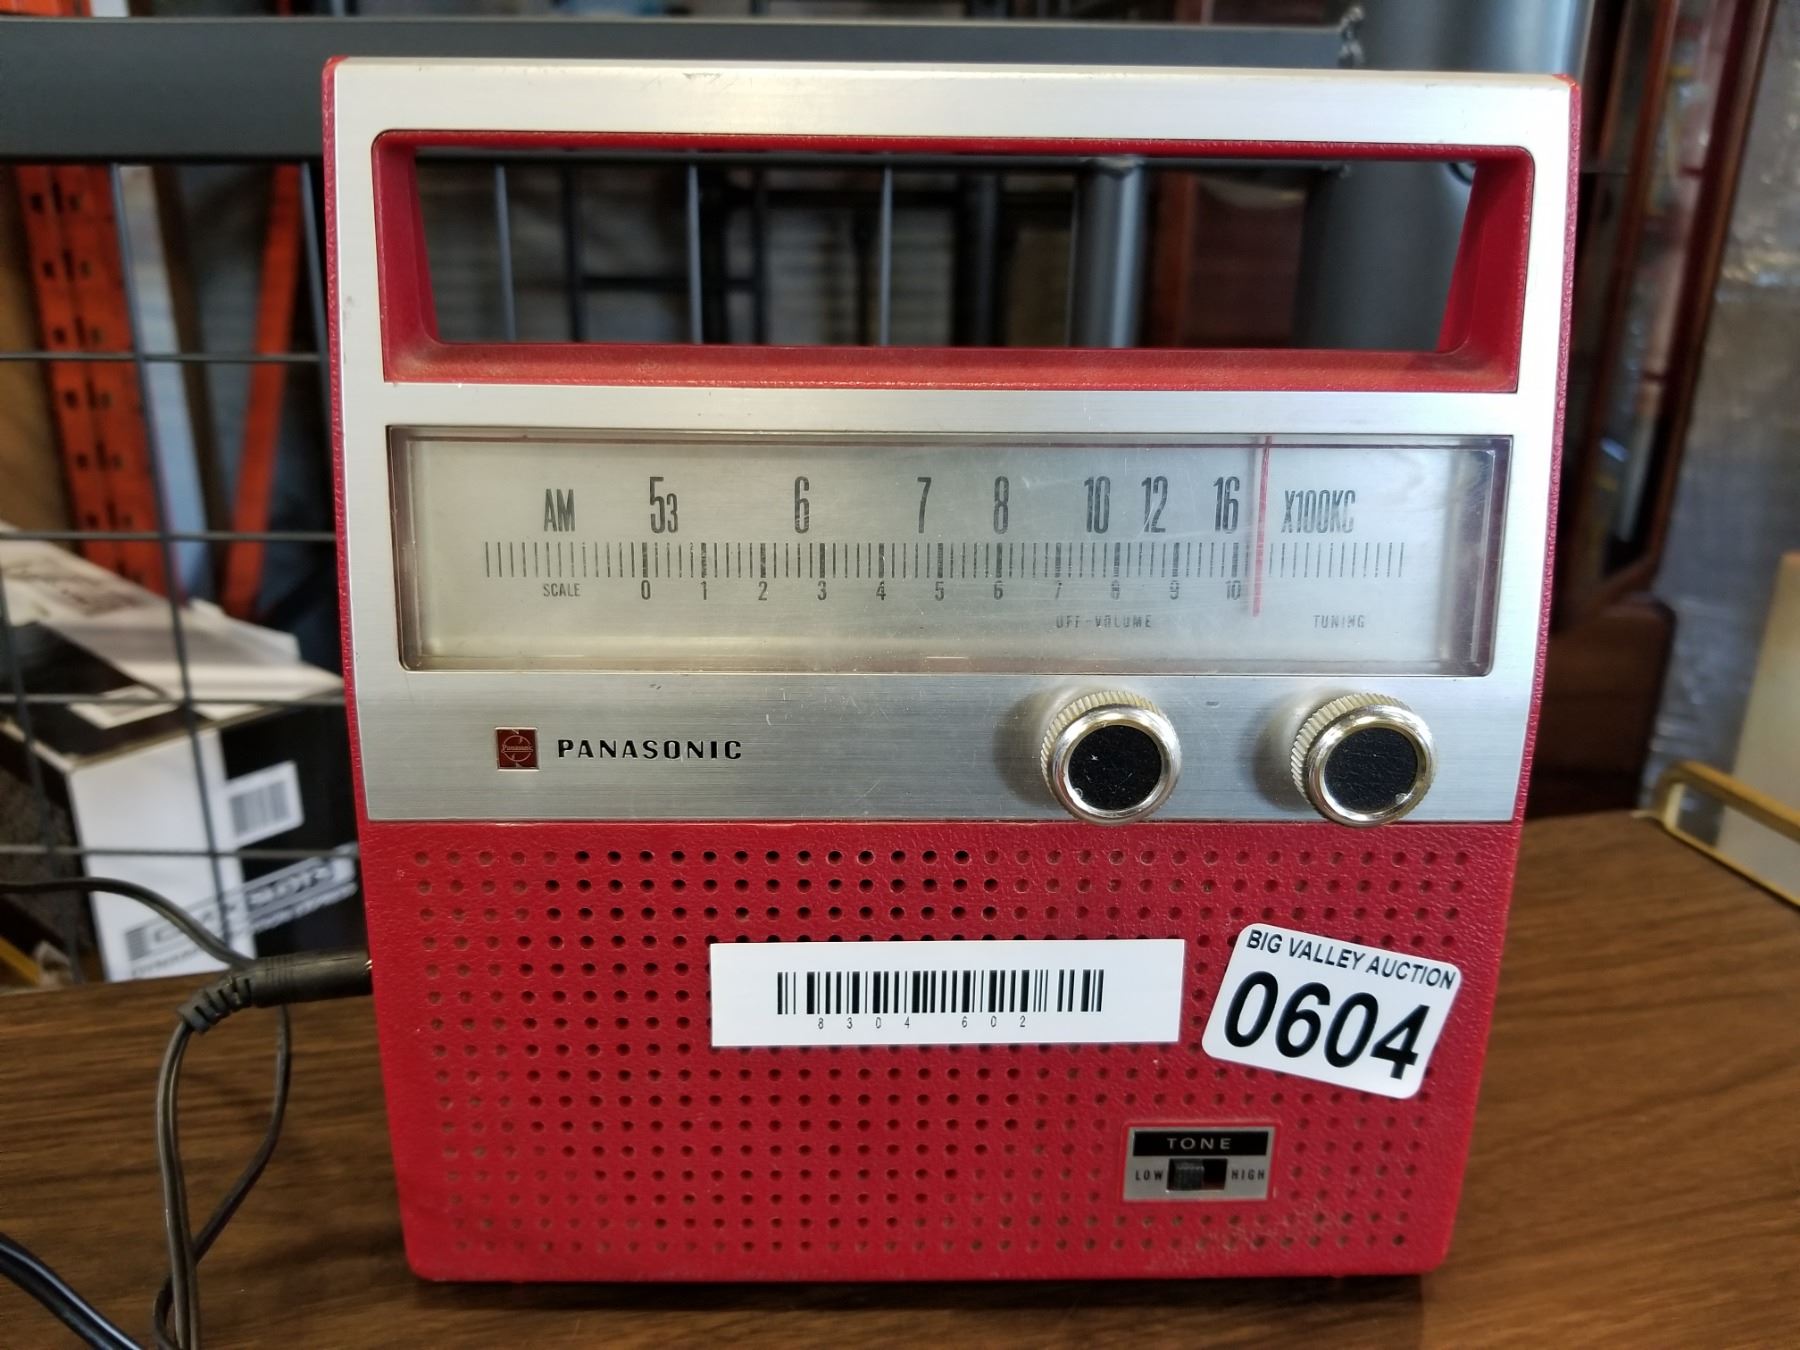 AM 53 6 7 8 10 12 16 X100KC
SCALE 0 1 2 3 4 5 6 7 8 9 10
OFF-VOLUME TUNING
Panasonic
PANASONIC
BIG VALLEY AUCTION
0604
8304 602
TONE
LOW HIGH